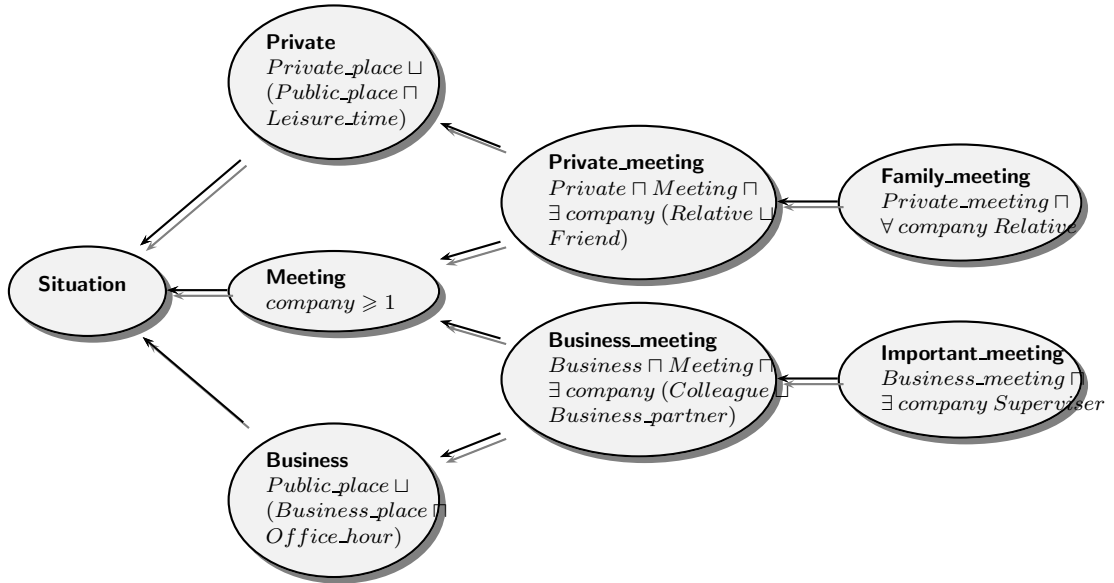 Private
Private_place ⊔
(Public_place ⊓
Leisure_time)
Private_meeting
Private ⊓ Meeting ⊓
∃ company (Relative ⊔
Friend)
Family_meeting
Private_meeting ⊓
∀ company Relative
Situation
Meeting
company ⩾ 1
Business_meeting
Business ⊓ Meeting ⊓
∃ company (Colleague ⊔
Business_partner)
Important_meeting
Business_meeting ⊓
∃ company Superviser
Business
Public_place ⊔
(Business_place ⊓
Office_hour)